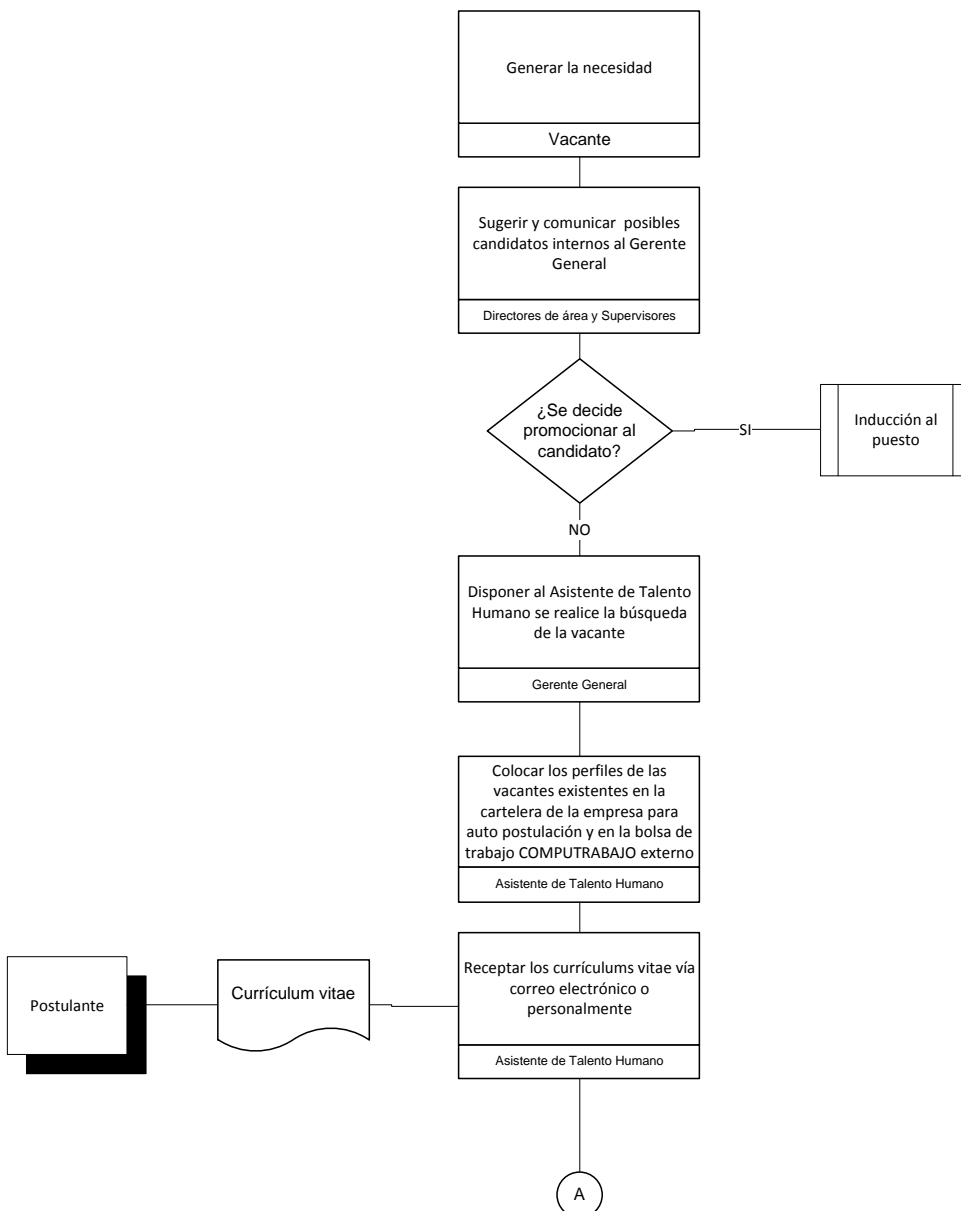 Generar la necesidad
Vacante
Sugerir y comunicar posibles
candidatos internos al Gerente
General
Directores de área y Supervisores
¿Se decide
promocionar al
candidato?
SI
Inducción al
puesto
NO
Disponer al Asistente de Talento
Humano se realice la búsqueda
de la vacante
Gerente General
Colocar los perfiles de las
vacantes existentes en la
cartelera de la empresa para
auto postulación y en la bolsa de
trabajo COMPUTRABAJO externo
Asistente de Talento Humano
Postulante
Currículum vitae
Receptar los currículums vitae vía
correo electrónico o
personalmente
Asistente de Talento Humano
A